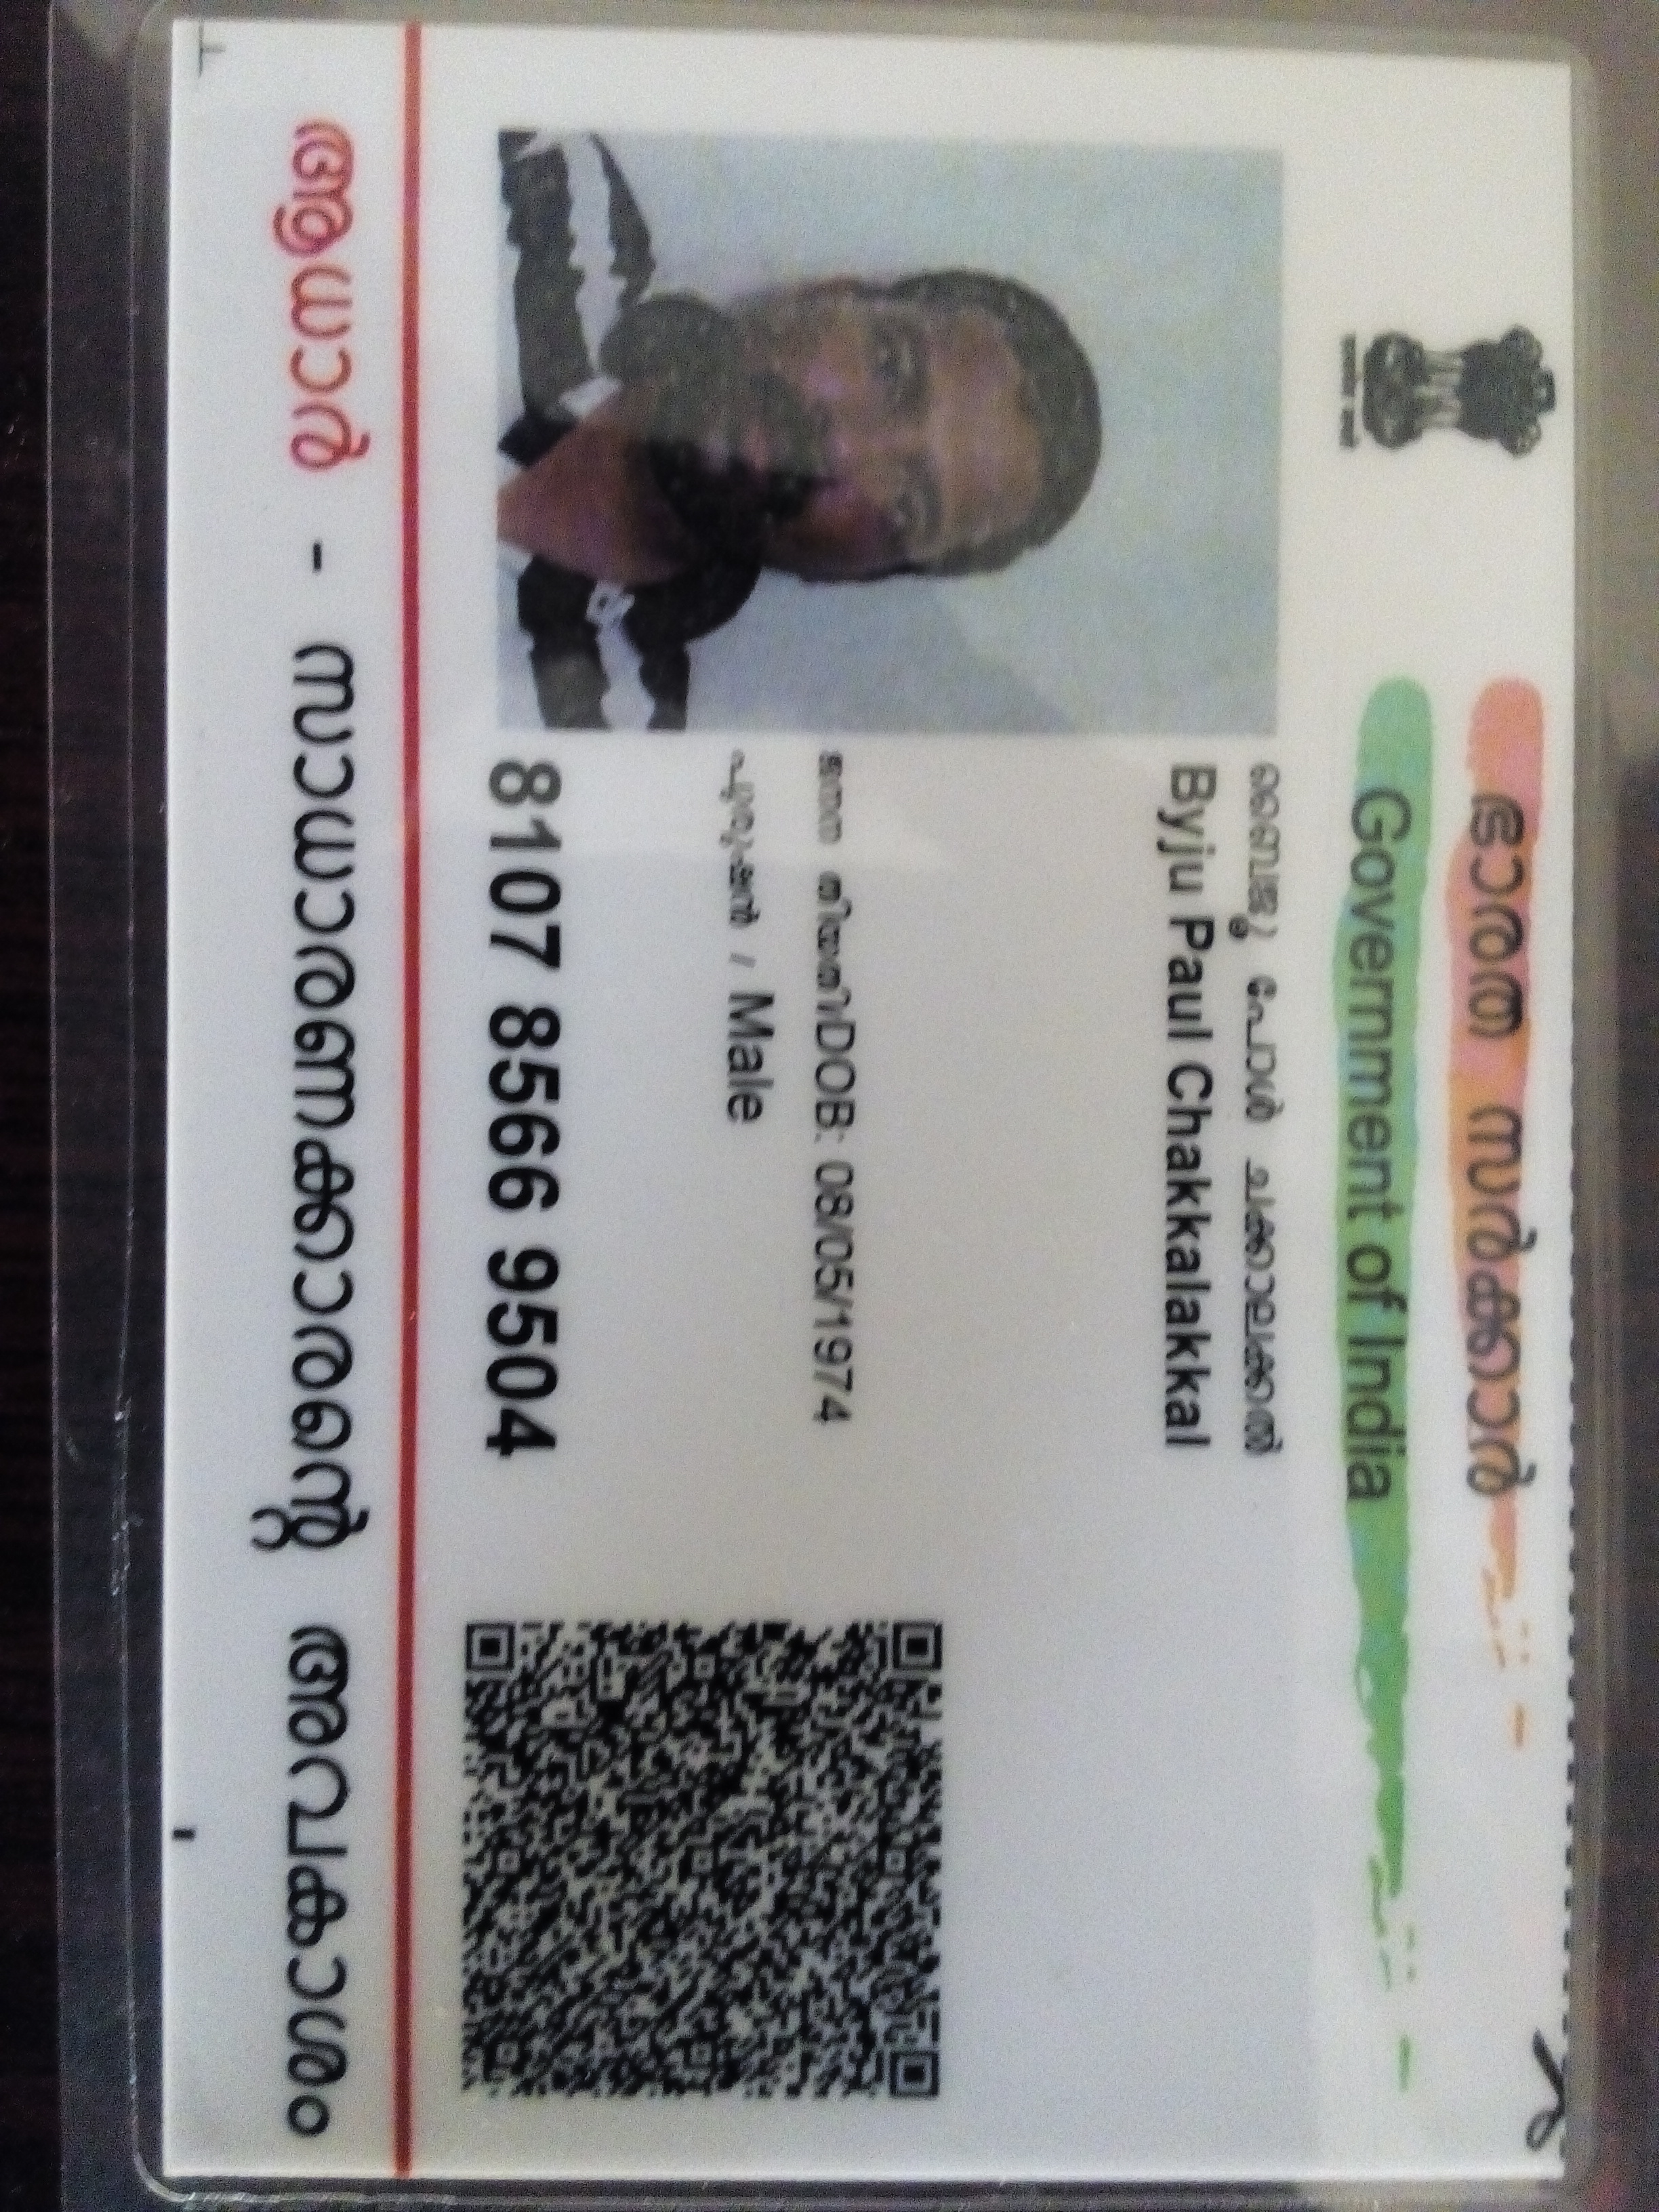 ഭാരത സർക്കാർ
Government of India
ബൈജൂ പോൾ ചക്കാലക്കൽ
Byju Paul Chakkalakkal
ജനന തിയതി/DOB: 08/05/1974
പുരുഷൻ / Male
8107 8566 9504
ആധാർ - സാധാരണക്കാരന്റെ അവകാശം